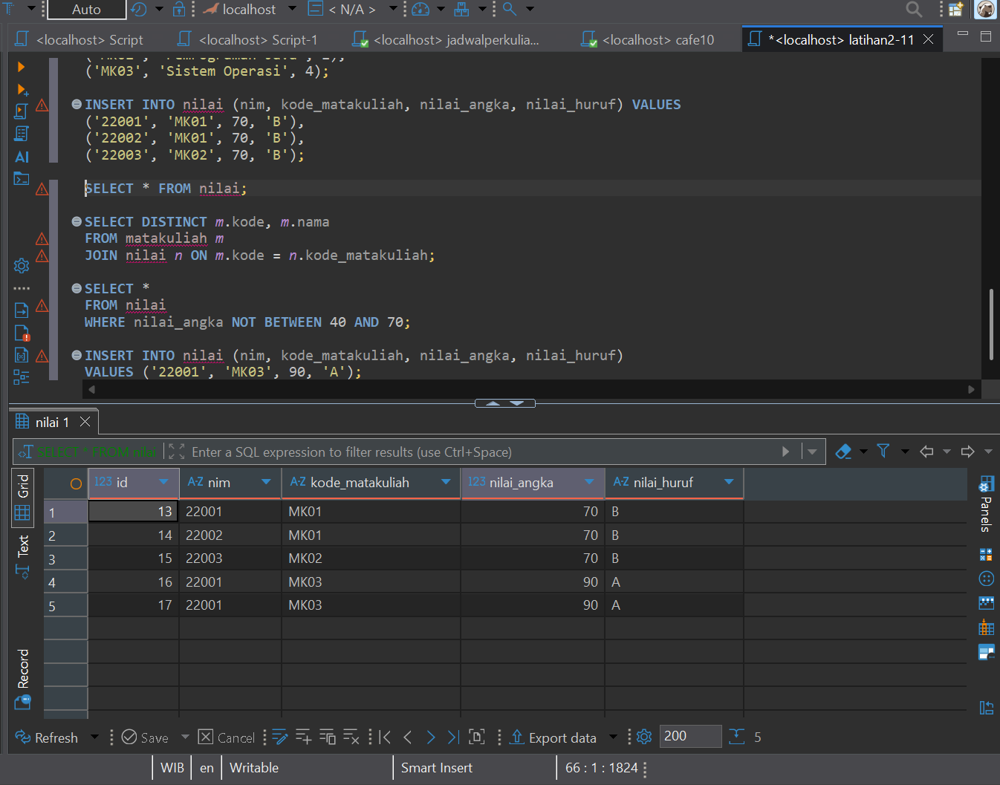 Auto
localhost
< N/A >
<localhost> Script
<localhost> Script-1
<localhost> jadwalperkulia...
<localhost> cafe10
*<localhost> latihan2-11
('MK03', 'Sistem Operasi', 4);
INSERT INTO nilai (nim, kode_matakuliah, nilai_angka, nilai_huruf) VALUES
('22001', 'MK01', 70, 'B'),
('22002', 'MK01', 70, 'B'),
('22003', 'MK02', 70, 'B');
SELECT * FROM nilai;
SELECT DISTINCT m.kode, m.nama
FROM matakuliah m
JOIN nilai n ON m.kode = n.kode_matakuliah;
SELECT *
FROM nilai
WHERE nilai_angka NOT BETWEEN 40 AND 70;
INSERT INTO nilai (nim, kode_matakuliah, nilai_angka, nilai_huruf)
VALUES ('22001', 'MK03', 90, 'A');
AI
nilai 1
SELECT * FROM nilai
Enter a SQL expression to filter results (use Ctrl+Space)
Grid
Text
Record
Panels
123 id A-Z nim A-Z kode_matakuliah 123 nilai_angka A-Z nilai_huruf
1 13 22001 MK01 70 B
2 14 22002 MK01 70 B
3 15 22003 MK02 70 B
4 16 22001 MK03 90 A
5 17 22001 MK03 90 A
Refresh Save Cancel Export data 200 5
WIB en Writable Smart Insert 66 : 1 : 1824